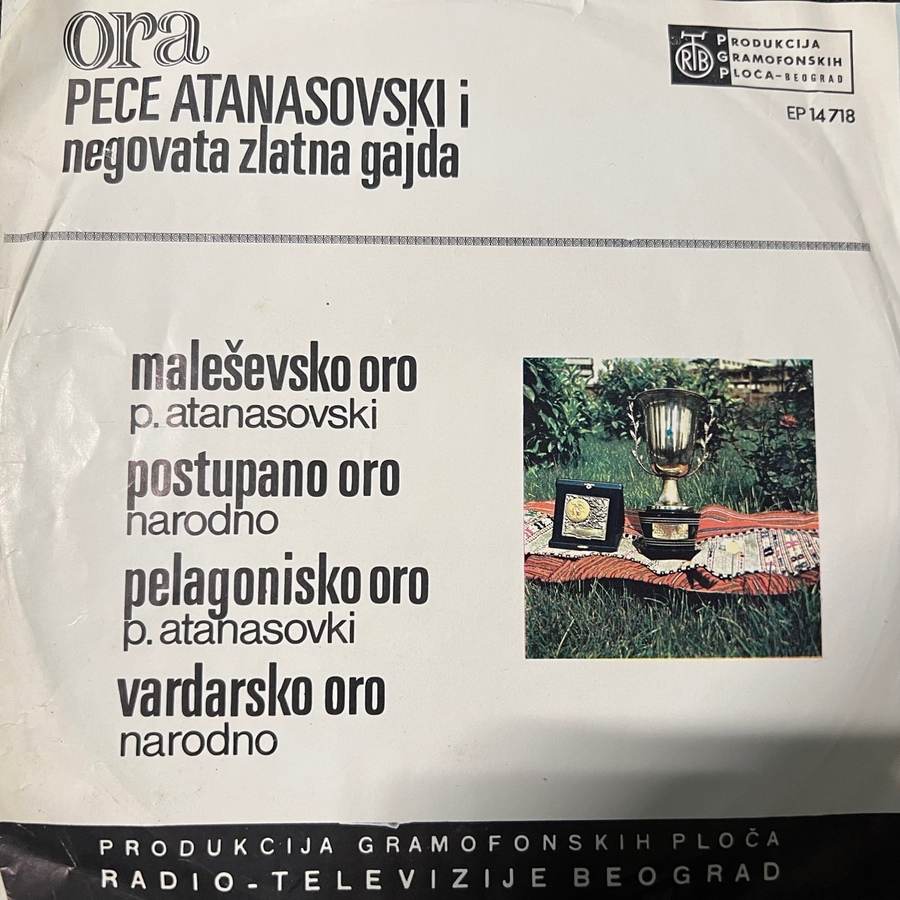 ora
PECE ATANASOVSKI i
negovata zlatna gajda
RTB
PRODUKCIJA
GRAMOFONSKIH
PLOČA-BEOGRAD
EP 14 718
maleševsko oro
p. atanasovski
postupano oro
narodno
pelagonisko oro
p. atanasovki
vardarsko oro
narodno
PRODUKCIJA GRAMOFONSKIH PLOČA
RADIO-TELEVIZIJE BEOGRAD